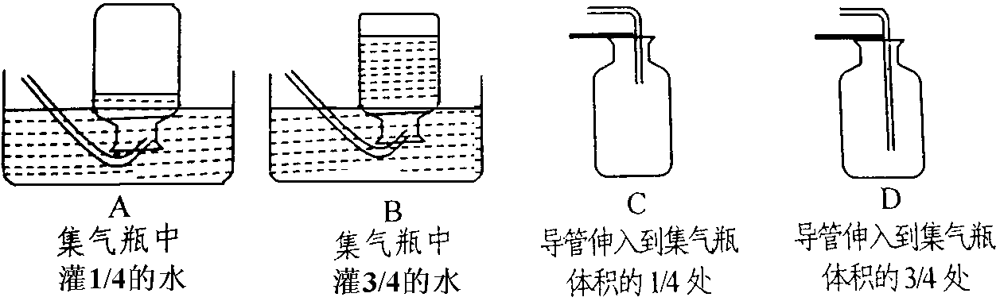 A
集气瓶中
灌1/4的水
B
集气瓶中
灌3/4的水
C
导管伸入到集气瓶
体积的1/4处
D
导管伸入到集气瓶
体积的3/4处